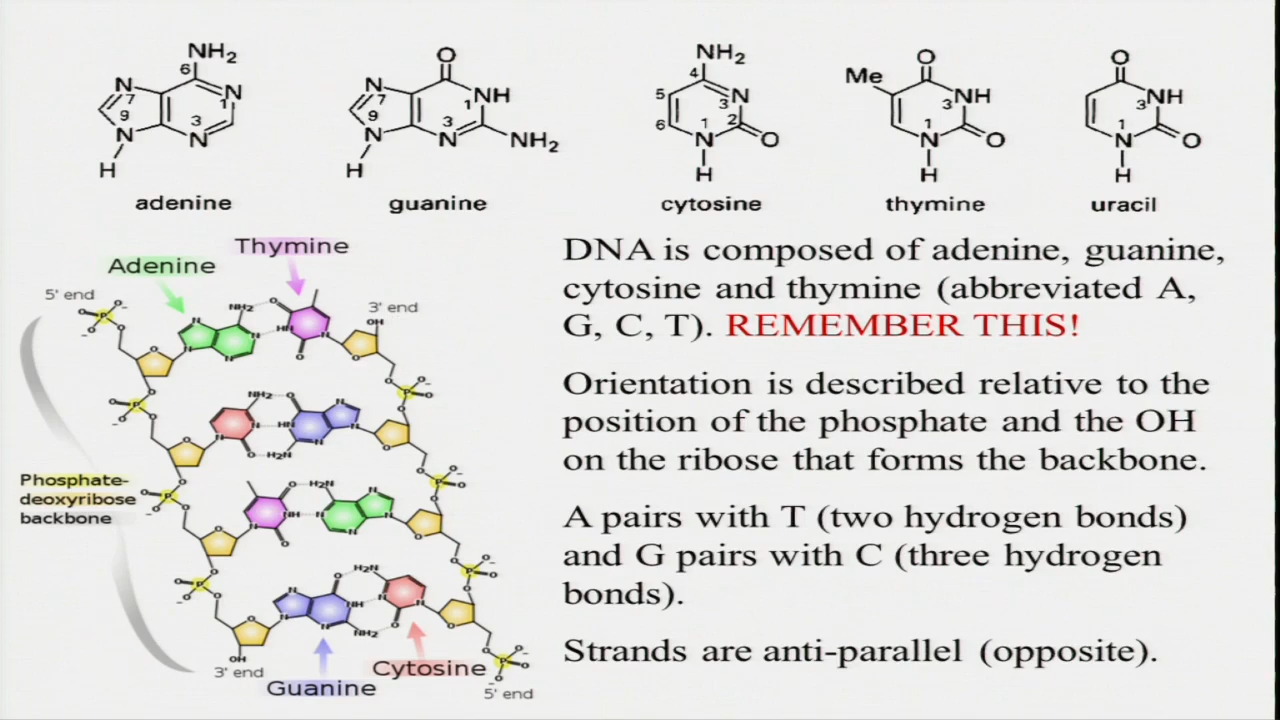 NH₂
6
N
7
N
1
9
3
N
N
H
adenine
O
N
7
1
NH
9
3
N
N
NH₂
H
guanine
NH₂
4
5
3
N
6
1
2
N
O
H
cytosine
O
Me
3
NH
1
N
O
H
thymine
O
3
NH
1
N
O
H
uracil
Thymine
Adenine
5' end
3' end
Phosphate-
deoxyribose
backbone
3' end
Cytosine
Guanine
5' end
DNA is composed of adenine, guanine,
cytosine and thymine (abbreviated A,
G, C, T). REMEMBER THIS!
Orientation is described relative to the
position of the phosphate and the OH
on the ribose that forms the backbone.
A pairs with T (two hydrogen bonds)
and G pairs with C (three hydrogen
bonds).
Strands are anti-parallel (opposite).